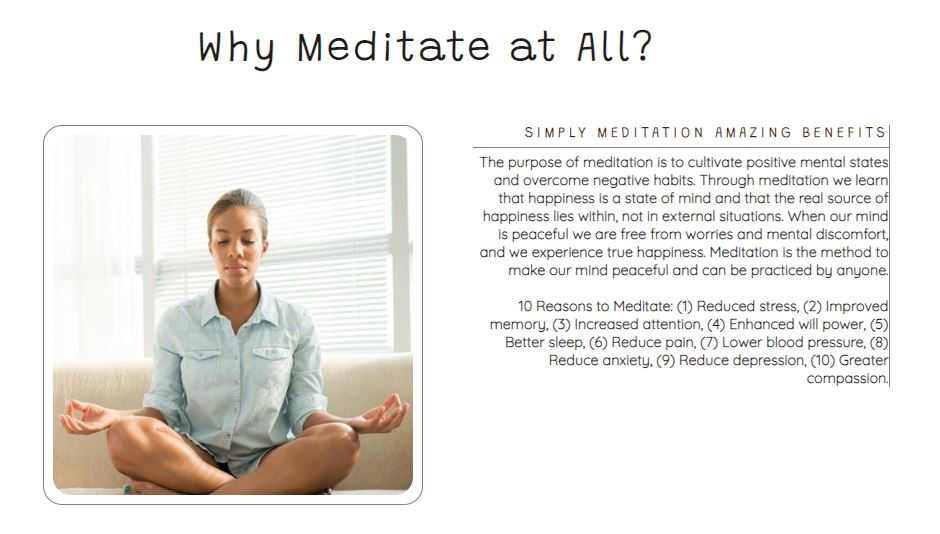 Why Meditate at All?
SIMPLY MEDITATION AMAZING BENEFITS
The purpose of meditation is to cultivate positive mental states
and overcome negative habits. Through meditation we learn
that happiness is a state of mind and that the real source of
happiness lies within, not in external situations. When our mind
is peaceful we are free from worries and mental discomfort,
and we experience true happiness. Meditation is the method to
make our mind peaceful and can be practiced by anyone.
10 Reasons to Meditate: (1) Reduced stress, (2) Improved
memory, (3) Increased attention, (4) Enhanced will power, (5)
Better sleep, (6) Reduce pain, (7) Lower blood pressure, (8)
Reduce anxiety, (9) Reduce depression, (10) Greater
compassion.